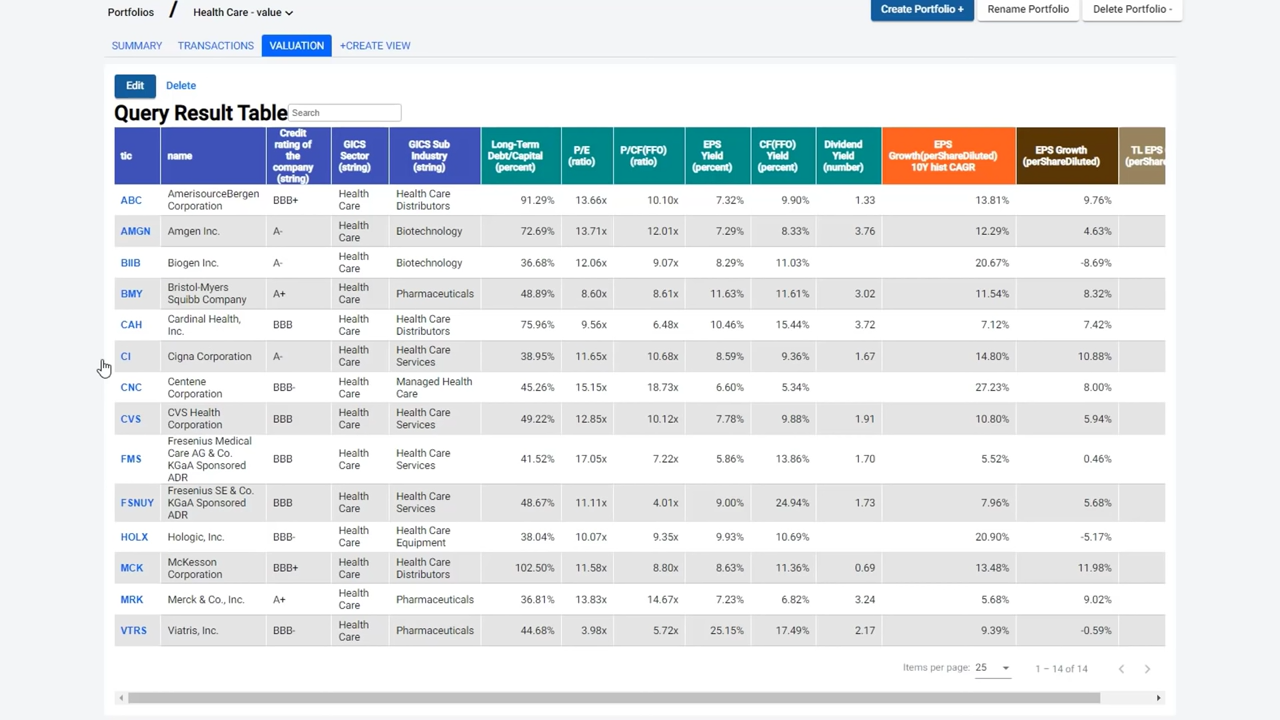 Portfolios / Health Care - value
Create Portfolio + Rename Portfolio Delete Portfolio -
SUMMARY TRANSACTIONS VALUATION +CREATE VIEW
Edit Delete
Query Result Table Search
tic name Credit rating of the company (string) GICS Sector (string) GICS Sub Industry (string) Long-Term Debt/Capital (percent) P/E (ratio) P/CF(FFO) (ratio) EPS Yield (percent) CF(FFO) Yield (percent) Dividend Yield (number) EPS Growth(perShareDiluted) 10Y hist CAGR EPS Growth (perShareDiluted) TL EPS (perShar
ABC AmerisourceBergen Corporation BBB+ Health Care Health Care Distributors 91.29% 13.66x 10.10x 7.32% 9.90% 1.33 13.81% 9.76%
AMGN Amgen Inc. A- Health Care Biotechnology 72.69% 13.71x 12.01x 7.29% 8.33% 3.76 12.29% 4.63%
BIIB Biogen Inc. A- Health Care Biotechnology 36.68% 12.06x 9.07x 8.29% 11.03% 20.67% -8.69%
BMY Bristol-Myers Squibb Company A+ Health Care Pharmaceuticals 48.89% 8.60x 8.61x 11.63% 11.61% 3.02 11.54% 8.32%
CAH Cardinal Health, Inc. BBB Health Care Health Care Distributors 75.96% 9.56x 6.48x 10.46% 15.44% 3.72 7.12% 7.42%
CI Cigna Corporation A- Health Care Health Care Services 38.95% 11.65x 10.68x 8.59% 9.36% 1.67 14.80% 10.88%
CNC Centene Corporation BBB- Health Care Managed Health Care 45.26% 15.15x 18.73x 6.60% 5.34% 27.23% 8.00%
CVS CVS Health Corporation BBB Health Care Health Care Services 49.22% 12.85x 10.12x 7.78% 9.88% 1.91 10.80% 5.94%
FMS Fresenius Medical Care AG & Co. KGaA Sponsored ADR BBB Health Care Health Care Services 41.52% 17.05x 7.22x 5.86% 13.86% 1.70 5.52% 0.46%
FSNUY Fresenius SE & Co. KGaA Sponsored ADR BBB Health Care Health Care Services 48.67% 11.11x 4.01x 9.00% 24.94% 1.73 7.96% 5.68%
HOLX Hologic, Inc. BBB- Health Care Health Care Equipment 38.04% 10.07x 9.35x 9.93% 10.69% 20.90% -5.17%
MCK McKesson Corporation BBB+ Health Care Health Care Distributors 102.50% 11.58x 8.80x 8.63% 11.36% 0.69 13.48% 11.98%
MRK Merck & Co., Inc. A+ Health Care Pharmaceuticals 36.81% 13.83x 14.67x 7.23% 6.82% 3.24 5.68% 9.02%
VTRS Viatris, Inc. BBB- Health Care Pharmaceuticals 44.68% 3.98x 5.72x 25.15% 17.49% 2.17 9.39% -0.59%
Items per page: 25 1 – 14 of 14